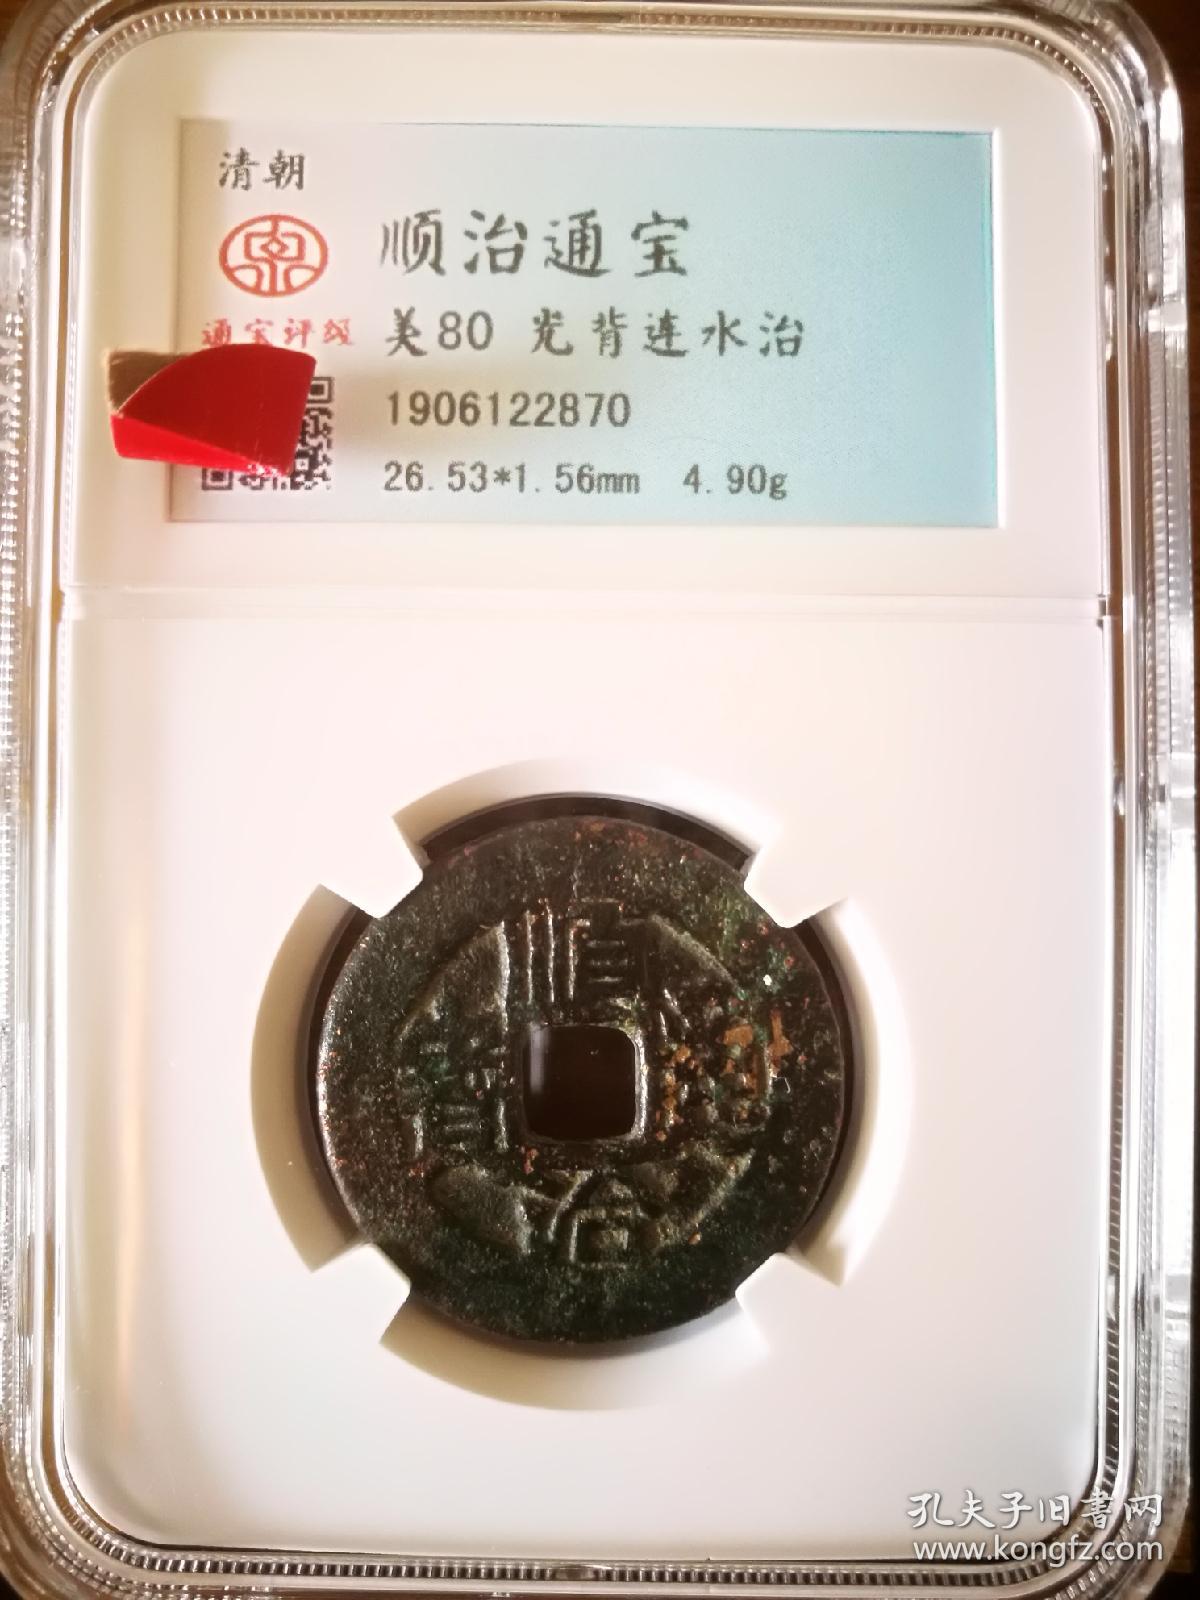 清朝
顺治通宝
通宝评级
美80 光背连水治
1906122870
26.53*1.56mm 4.90g
順治通寶
孔夫子旧書网
www.kongfz.com